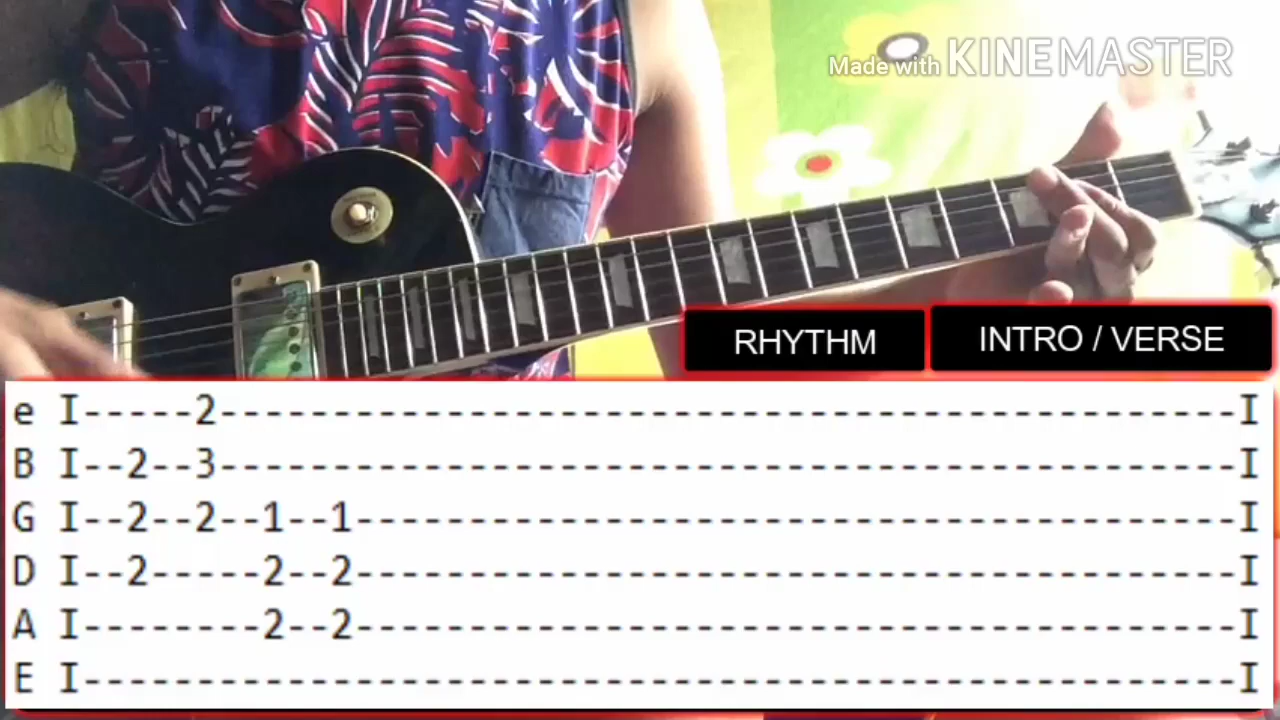 Made with KINEMASTER
RHYTHM
INTRO / VERSE
e I-----2---------------------------------------------I
B I--2--3---------------------------------------------I
G I--2--2--1--1---------------------------------------I
D I--2-----2--2---------------------------------------I
A I--------2--2---------------------------------------I
E I---------------------------------------------------I